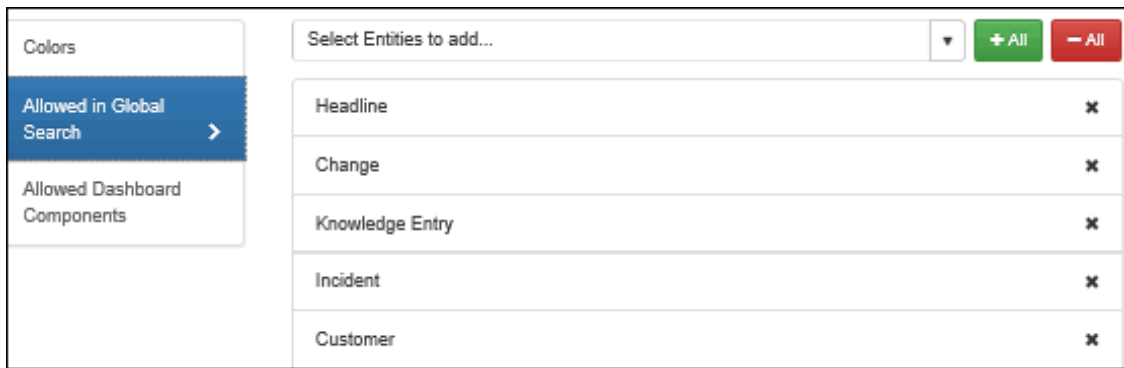 Colors
Allowed in Global
Search
Allowed Dashboard
Components
Select Entities to add...
+ All
− All
Headline
Change
Knowledge Entry
Incident
Customer